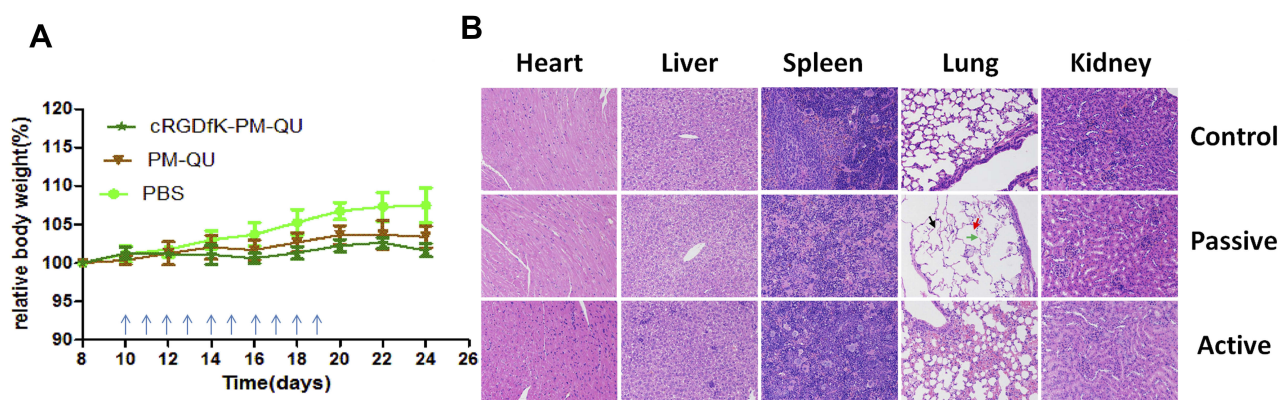 A
relative body weight(%)
120
115
110
105
100
95
90
cRGDfK-PM-QU
PM-QU
PBS
8 10 12 14 16 18 20 22 24 26
Time(days)
B
Heart Liver Spleen Lung Kidney
Control
Passive
Active